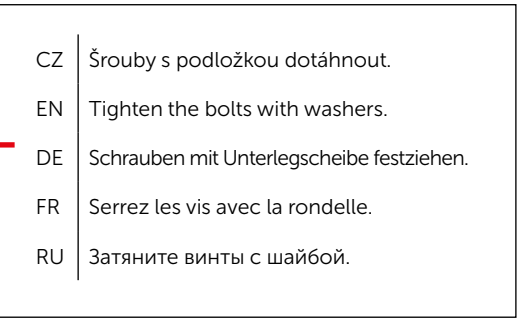 CZ Šrouby s podložkou dotáhnout.
EN Tighten the bolts with washers.
DE Schrauben mit Unterlegscheibe festziehen.
FR Serrez les vis avec la rondelle.
RU Затяните винты с шайбой.